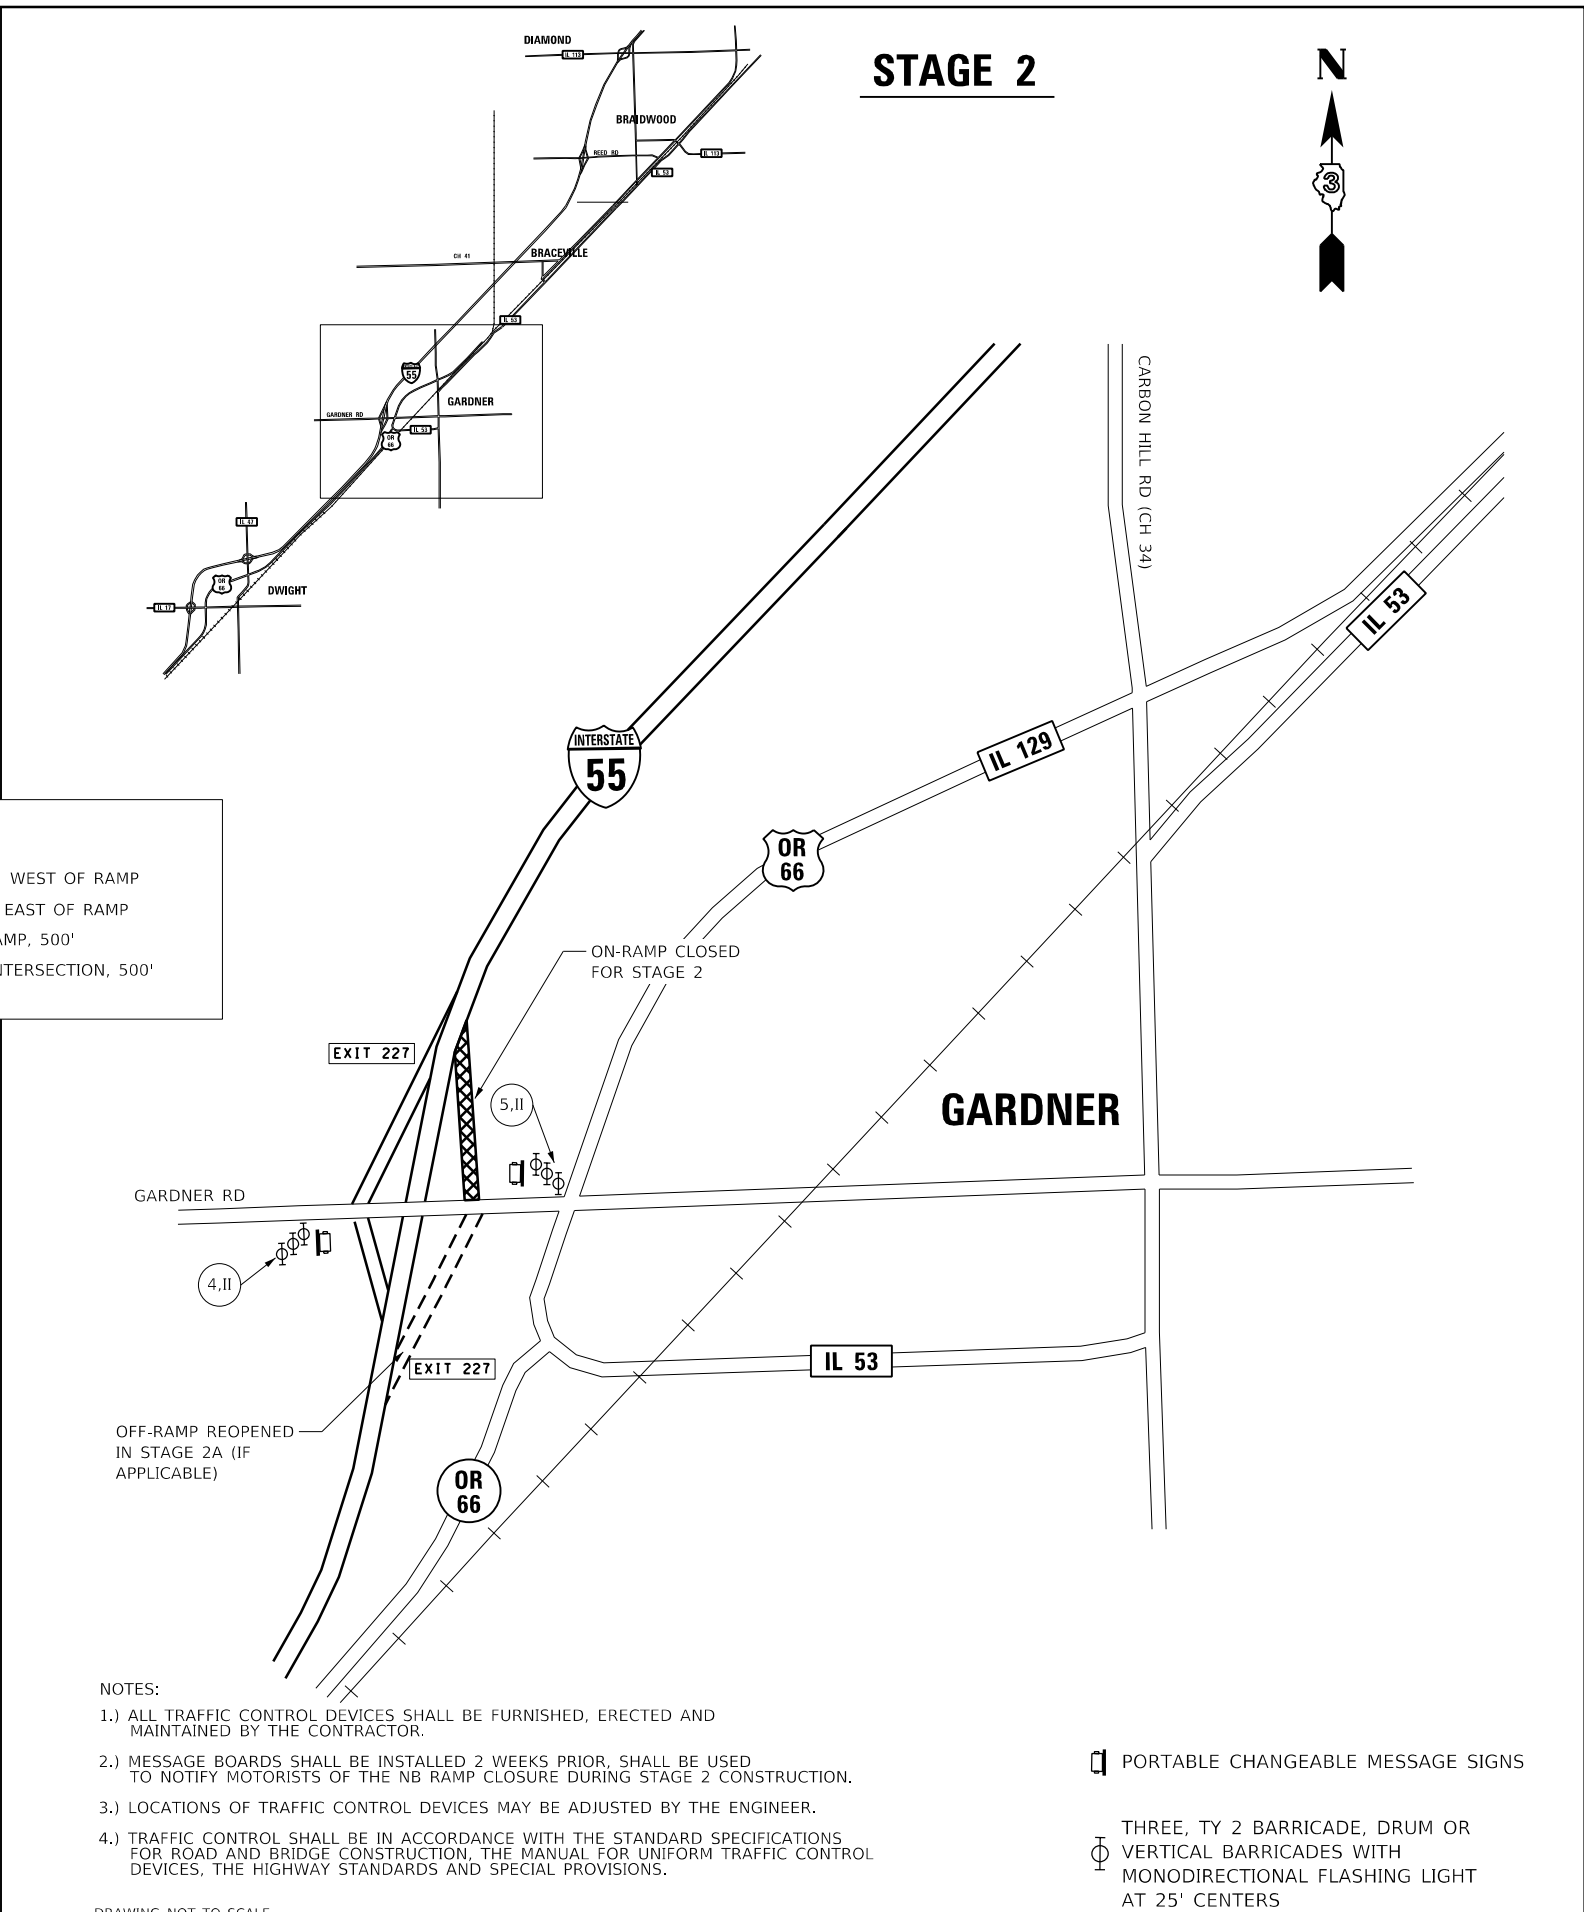 STAGE 2
N
3
DIAMOND
IL 113
BRAIDWOOD
REED RD
IL 113
IL 53
BRACEVILLE
CH 41
IL 53
55
GARDNER
GARDNER RD
IL 53
OR
66
IL 47
OR
66
DWIGHT
IL 17
CARBON HILL RD (CH 34)
IL 53
INTERSTATE
55
IL 129
OR
66
WEST OF RAMP
EAST OF RAMP
500'
500'
ON-RAMP CLOSED
FOR STAGE 2
EXIT 227
5,II
GARDNER
GARDNER RD
4,II
EXIT 227
IL 53
OFF-RAMP REOPENED
IN STAGE 2A (IF
APPLICABLE)
OR
66
NOTES:
1.) ALL TRAFFIC CONTROL DEVICES SHALL BE FURNISHED, ERECTED AND
MAINTAINED BY THE CONTRACTOR.
2.) MESSAGE BOARDS SHALL BE INSTALLED 2 WEEKS PRIOR, SHALL BE USED
TO NOTIFY MOTORISTS OF THE NB RAMP CLOSURE DURING STAGE 2 CONSTRUCTION.
3.) LOCATIONS OF TRAFFIC CONTROL DEVICES MAY BE ADJUSTED BY THE ENGINEER.
4.) TRAFFIC CONTROL SHALL BE IN ACCORDANCE WITH THE STANDARD SPECIFICATIONS
FOR ROAD AND BRIDGE CONSTRUCTION, THE MANUAL FOR UNIFORM TRAFFIC CONTROL
DEVICES, THE HIGHWAY STANDARDS AND SPECIAL PROVISIONS.
DRAWING NOT TO SCALE
PORTABLE CHANGEABLE MESSAGE SIGNS
THREE, TY 2 BARRICADE, DRUM OR
VERTICAL BARRICADES WITH
MONODIRECTIONAL FLASHING LIGHT
AT 25' CENTERS